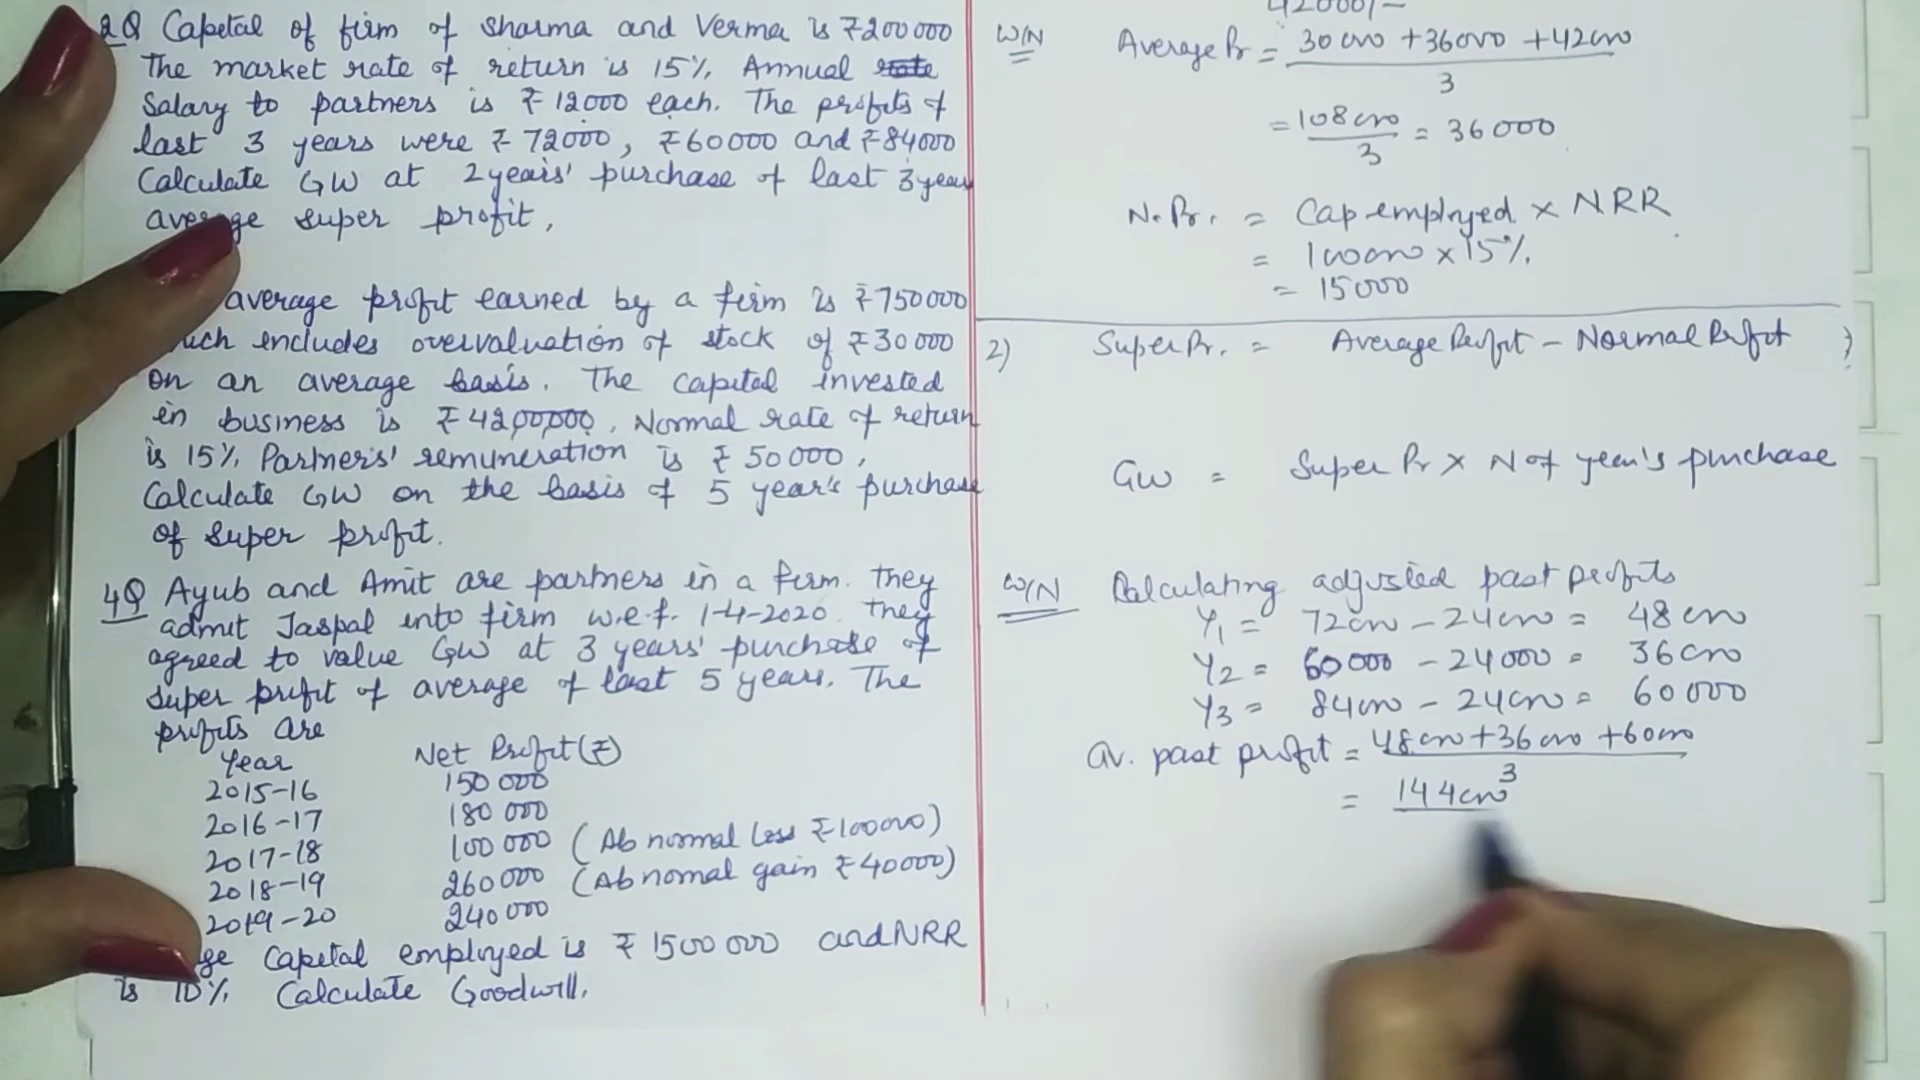 2Q Capetal of firm of Sharma and Verma is ₹200000
The market rate of return is 15%. Annual
Salary to partners is ₹12000 each. The profits of
last 3 years were ₹72000, ₹60000 and ₹84000
Calculate GW at 2 years' purchase of last 3 year
average super profit,
average profit earned by a firm is ₹750000
uch encludes overvaluation of stock of ₹30000
on an average basis. The capital invested
in business is ₹4200000. Normal rate of return
is 15% Partners' remuneration is ₹50000,
Calculate GW on the basis of 5 year's purchase
of super profit.
4Q Ayub and Amit are partners in a firm. They
admit Jaspal into firm w.e.f. 1-4-2020. They
agreed to value GW at 3 years' purchase of
super profit of average of last 5 years. The
profits are
Year Net Profit (₹)
2015-16 150000
2016-17 180000
2017-18 100000 (Abnormal loss ₹100000)
2018-19 260000 (Abnomal gain ₹40000)
2019-20 240000
ge Capital employed is ₹1500000 and NRR
is 10% Calculate Goodwill.
42000/-
W/N Average Pr = 30000 + 36000 + 42000
3
= 108000 = 36000
3
N. Pr. = Cap employed x NRR
= 100000 x 15%
= 15000
2) Super Pr. = Average Profit - Normal Profit
GW = Super Pr x N of year's purchase
W/N Calculating adjusted past profits
Y1 = 72000 - 24000 = 48000
Y2 = 60000 - 24000 = 36000
Y3 = 84000 - 24000 = 60000
av. past profit = 48000 + 36000 + 60000
3
= 144000